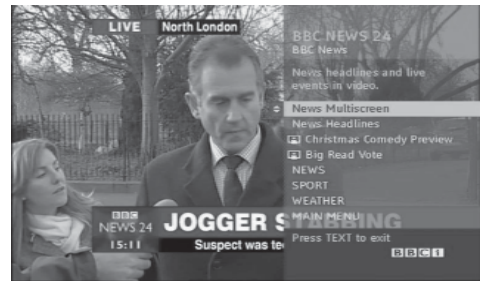 LIVE North London
BBC NEWS 24
BBC News
News headlines and live
events in video.
News Multiscreen
News Headlines
Christmas Comedy Preview
Big Read Vote
NEWS
SPORT
WEATHER
MAIN MENU
Press TEXT to exit
BBCi
BBC
NEWS 24
15:11
JOGGER STABBING
Suspect was